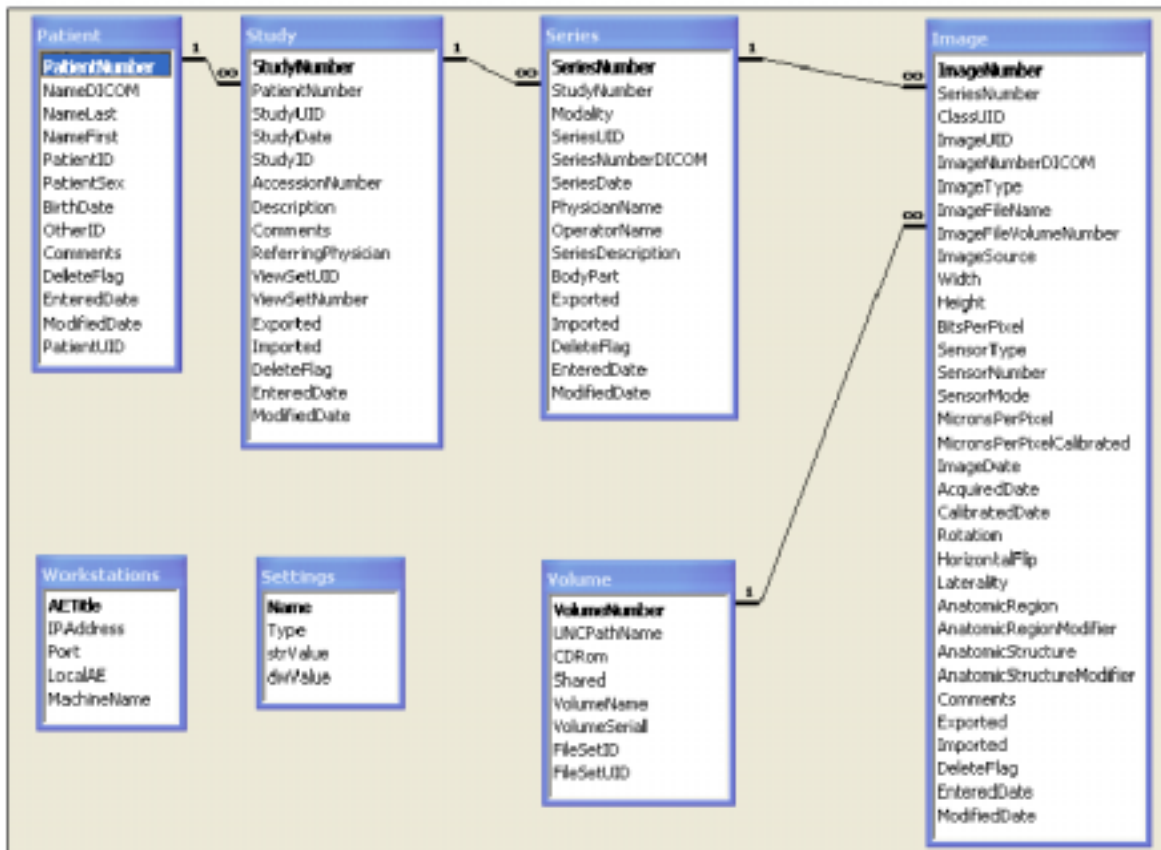 Patient
PatientNumber
NameDICOM
NameLast
NameFirst
PatientID
PatientSex
BirthDate
OtherID
Comments
DeleteFlag
EnteredDate
ModifiedDate
PatientUID
1
∞
Study
StudyNumber
PatientNumber
StudyUID
StudyDate
StudyID
AccessionNumber
Description
Comments
ReferringPhysician
ViewSetUID
ViewSetNumber
Exported
Imported
DeleteFlag
EnteredDate
ModifiedDate
1
∞
Series
SeriesNumber
StudyNumber
Modality
SeriesUID
SeriesNumberDICOM
SeriesDate
PhysicianName
OperatorName
SeriesDescription
BodyPart
Exported
Imported
DeleteFlag
EnteredDate
ModifiedDate
1
∞
∞
Image
ImageNumber
SeriesNumber
ClassUID
ImageUID
ImageNumberDICOM
ImageType
ImageFileName
ImageFileVolumeNumber
ImageSource
Width
Height
BitsPerPixel
SensorType
SensorNumber
SensorMode
MicronsPerPixel
MicronsPerPixelCalibrated
ImageDate
AcquiredDate
CalibratedDate
Rotation
HorizontalFlip
Laterality
AnatomicRegion
AnatomicRegionModifier
AnatomicStructure
AnatomicStructureModifier
Comments
Exported
Imported
DeleteFlag
EnteredDate
ModifiedDate
Workstations
AETitle
IPAddress
Port
LocalAE
MachineName
Settings
Name
Type
strValue
dwValue
Volume
VolumeNumber
UNCPathName
CDRom
Shared
VolumeName
VolumeSerial
FileSetID
FileSetUID
1